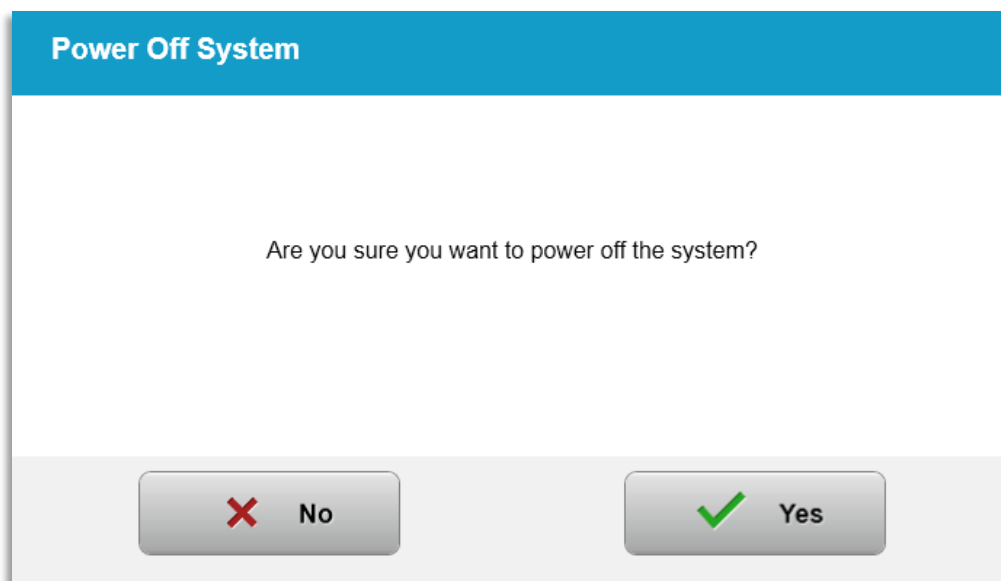 Power Off System
Are you sure you want to power off the system?
No
Yes